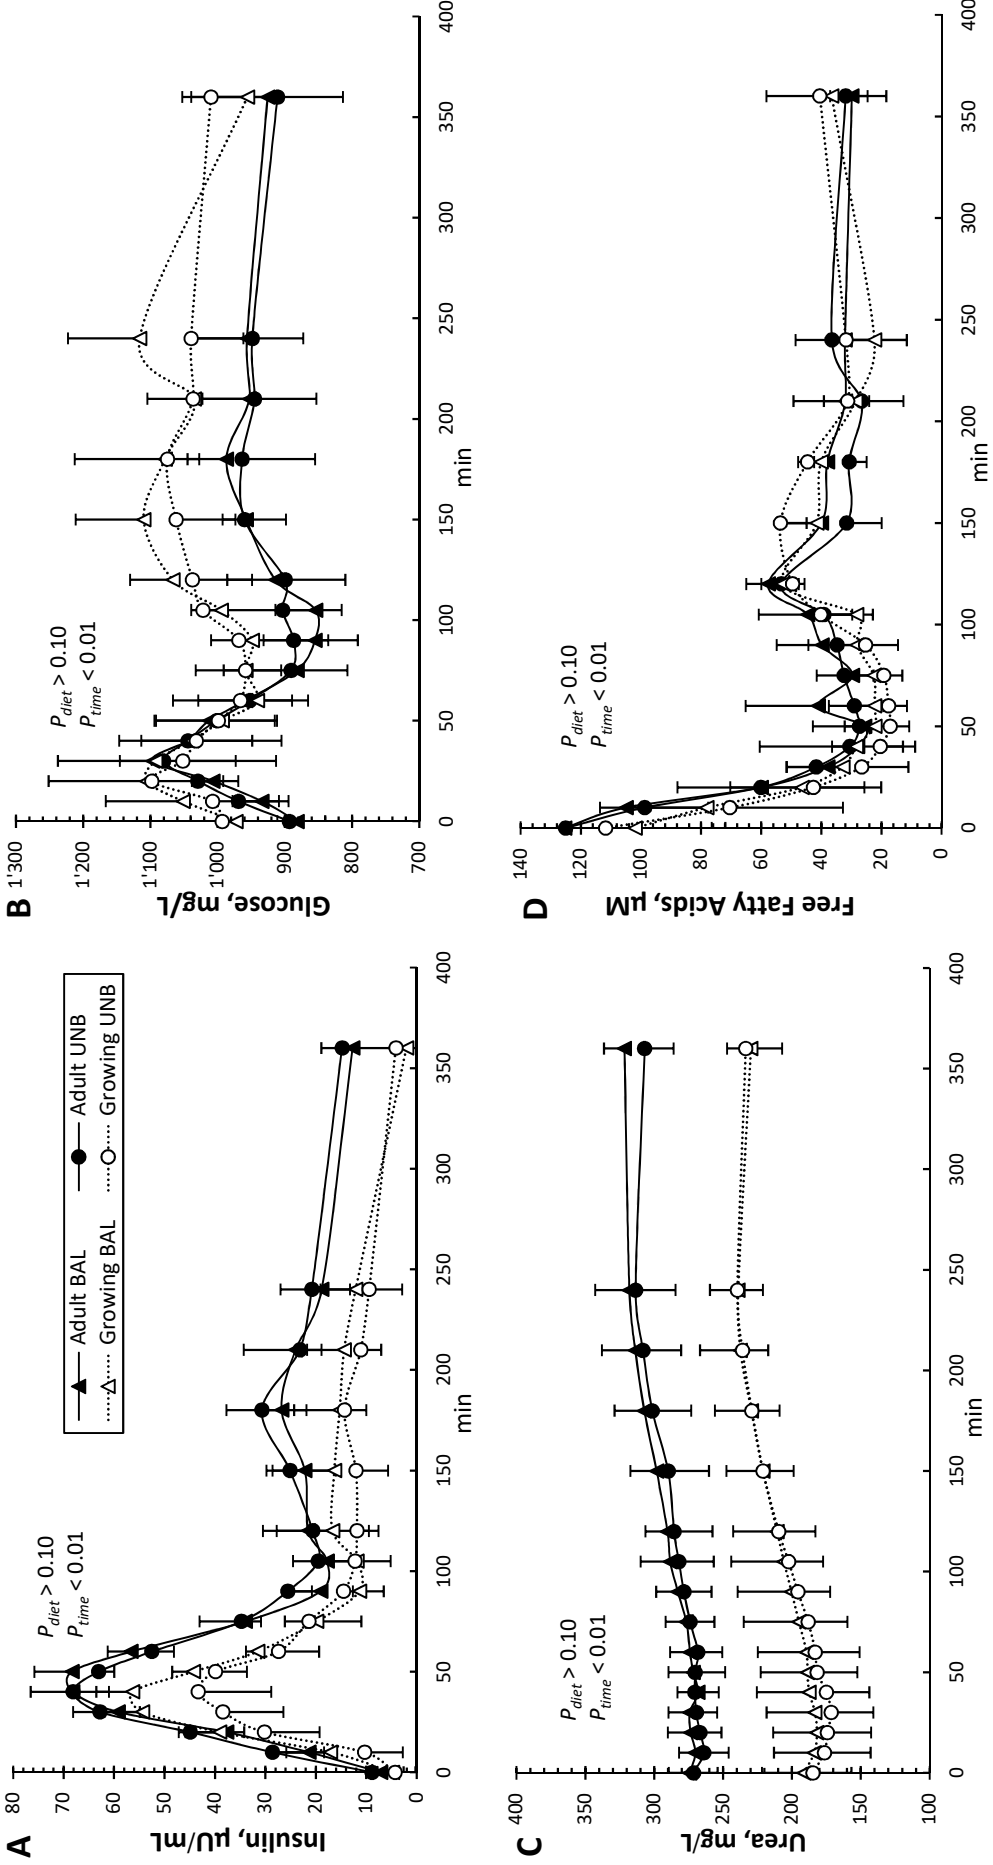 A
Adult BAL
Adult UNB
Growing BAL
Growing UNB
P_diet > 0.10
P_time < 0.01
Insulin, µU/mL
80
70
60
50
40
30
20
10
0
0 50 100 150 200 250 300 350 400
min
B
P_diet > 0.10
P_time < 0.01
Glucose, mg/L
1'300
1'200
1'100
1'000
900
800
700
0 50 100 150 200 250 300 350 400
min
C
P_diet > 0.10
P_time < 0.01
Urea, mg/L
400
350
300
250
200
150
100
0 50 100 150 200 250 300 350 400
min
D
P_diet > 0.10
P_time < 0.01
Free Fatty Acids, µM
140
120
100
80
60
40
20
0
0 50 100 150 200 250 300 350 400
min